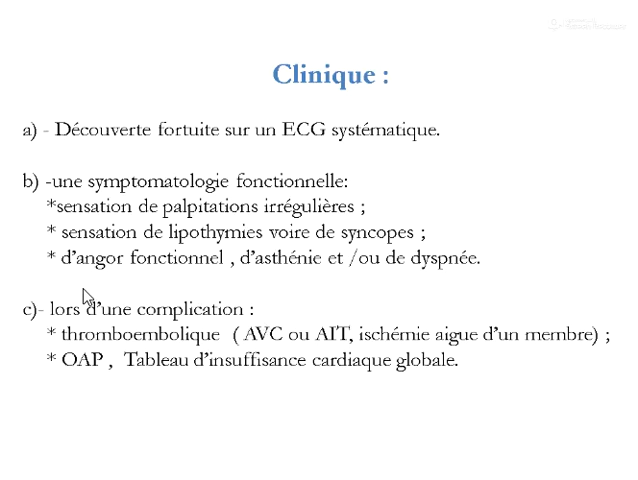 Clinique :
a) - Découverte fortuite sur un ECG systématique.
b) -une symptomatologie fonctionnelle:
*sensation de palpitations irrégulières ;
* sensation de lipothymies voire de syncopes ;
* d'angor fonctionnel , d'asthénie et /ou de dyspnée.
c)- lors d'une complication :
* thromboembolique ( AVC ou AIT, ischémie aigue d'un membre) ;
* OAP , Tableau d'insuffisance cardiaque globale.